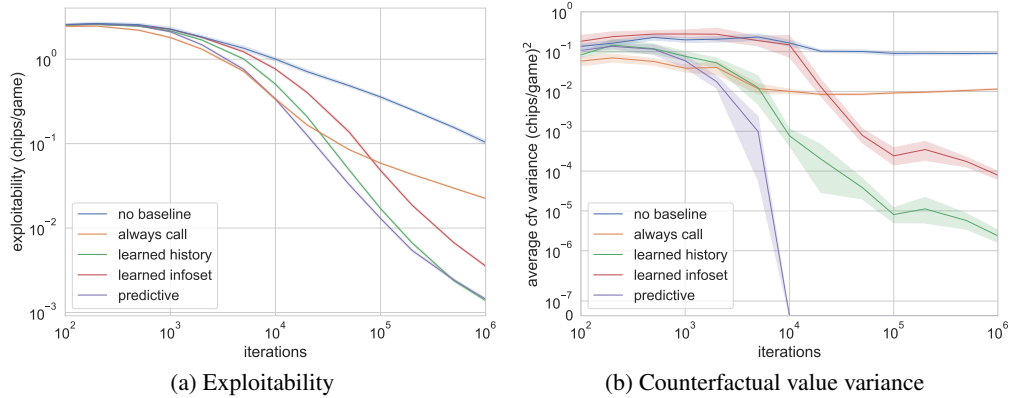 10^0
10^−1
10^−2
10^−3
exploitability (chips/game)
no baseline
always call
learned history
learned infoset
predictive
10^2 10^3 10^4 10^5 10^6
iterations
(a) Exploitability
10^0
10^−1
10^−2
10^−3
10^−4
10^−5
10^−6
10^−7
0
average cfv variance (chips/game)^2
no baseline
always call
learned history
learned infoset
predictive
10^2 10^3 10^4 10^5 10^6
iterations
(b) Counterfactual value variance